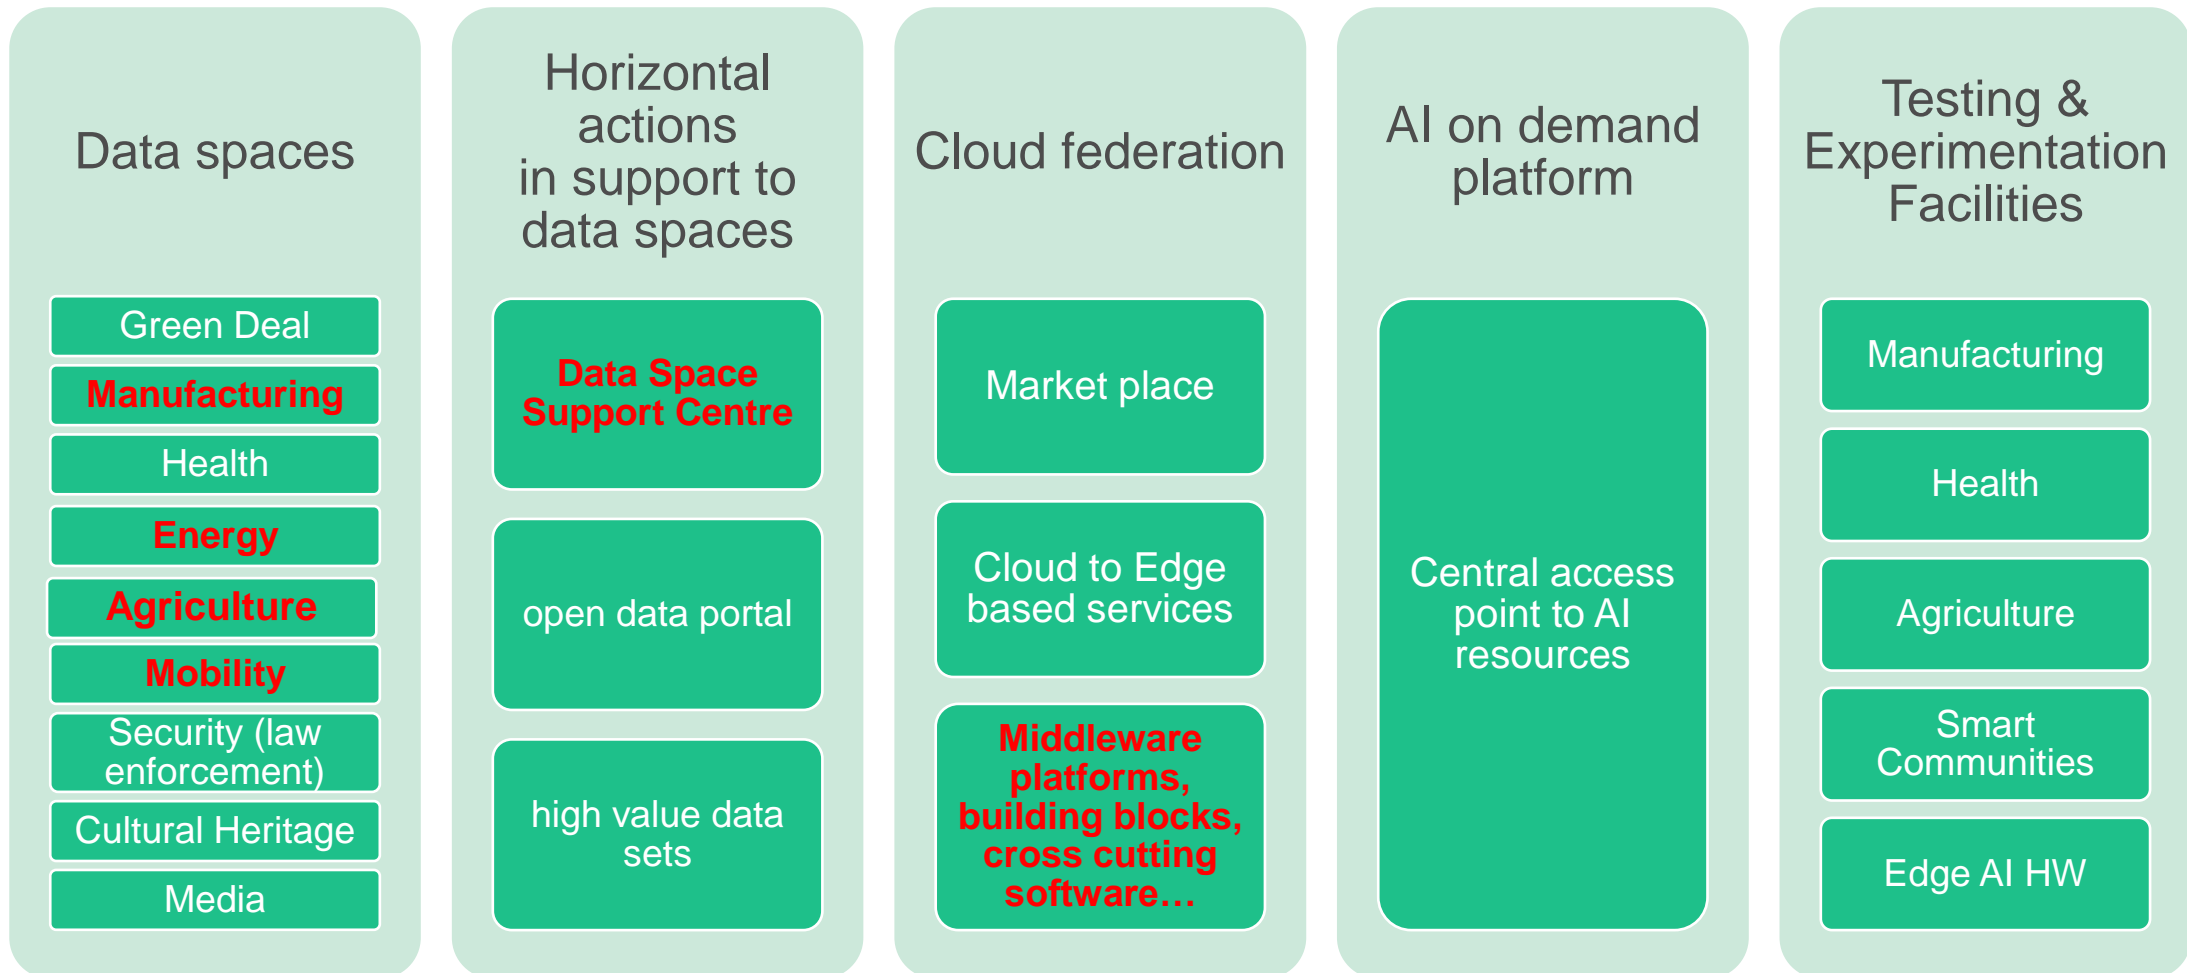 Data spaces
Green Deal
Manufacturing
Health
Energy
Agriculture
Mobility
Security (law
enforcement)
Cultural Heritage
Media
Horizontal
actions
in support to
data spaces
Data Space
Support Centre
open data portal
high value data
sets
Cloud federation
Market place
Cloud to Edge
based services
Middleware
platforms,
building blocks,
cross cutting
software…
AI on demand
platform
Central access
point to AI
resources
Testing &
Experimentation
Facilities
Manufacturing
Health
Agriculture
Smart
Communities
Edge AI HW